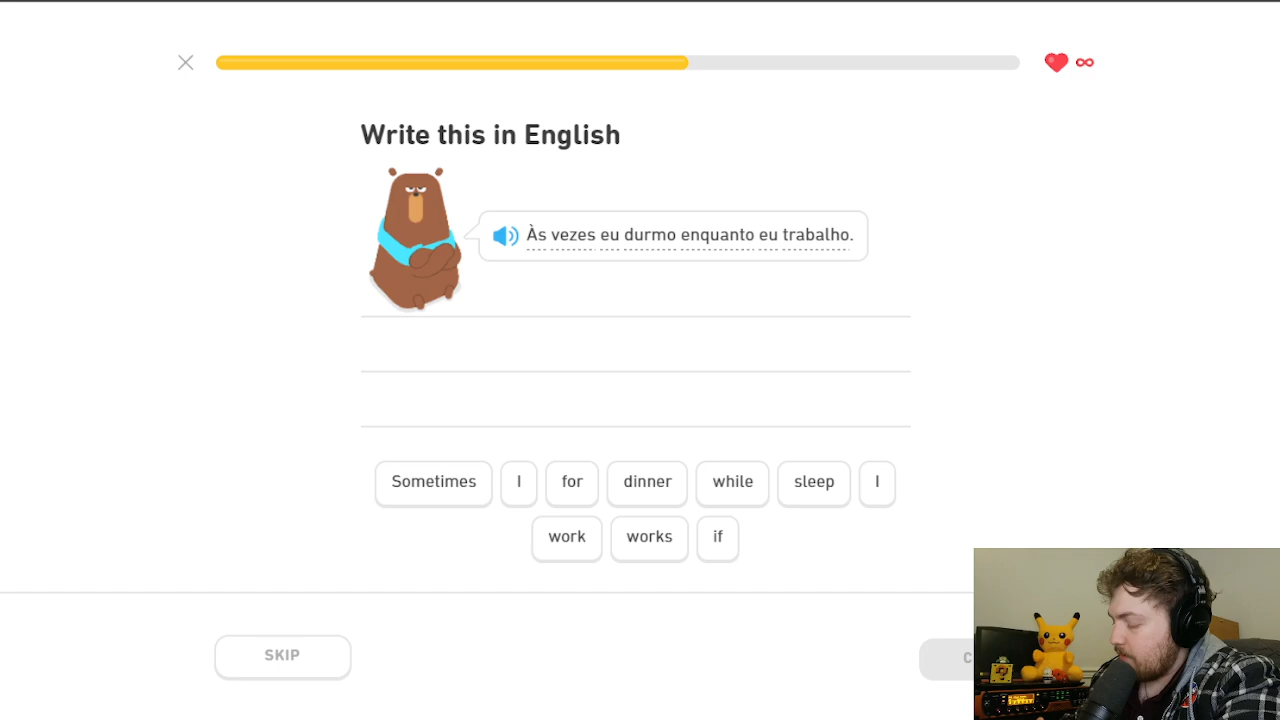 Write this in English
Às vezes eu durmo enquanto eu trabalho.
Sometimes I for dinner while sleep I
work works if
SKIP
C